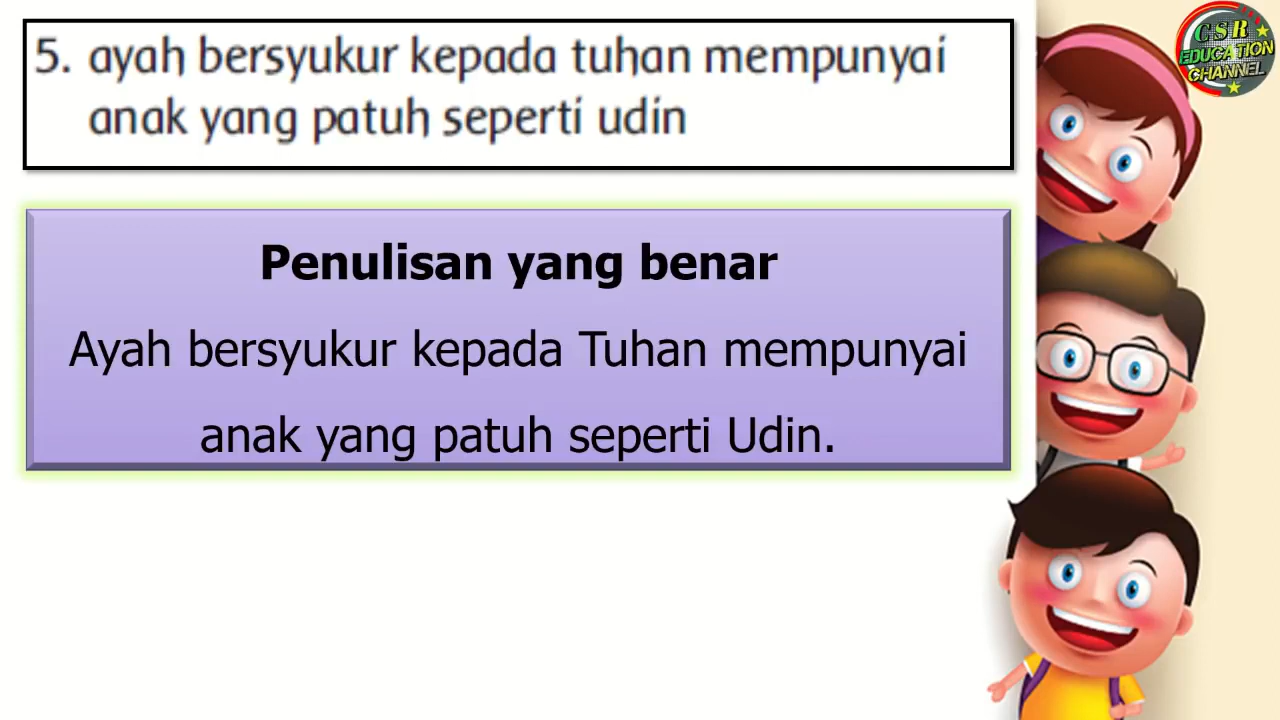 5. ayah bersyukur kepada tuhan mempunyai
anak yang patuh seperti udin
Penulisan yang benar
Ayah bersyukur kepada Tuhan mempunyai
anak yang patuh seperti Udin.
CSR
EDUCATION
CHANNEL